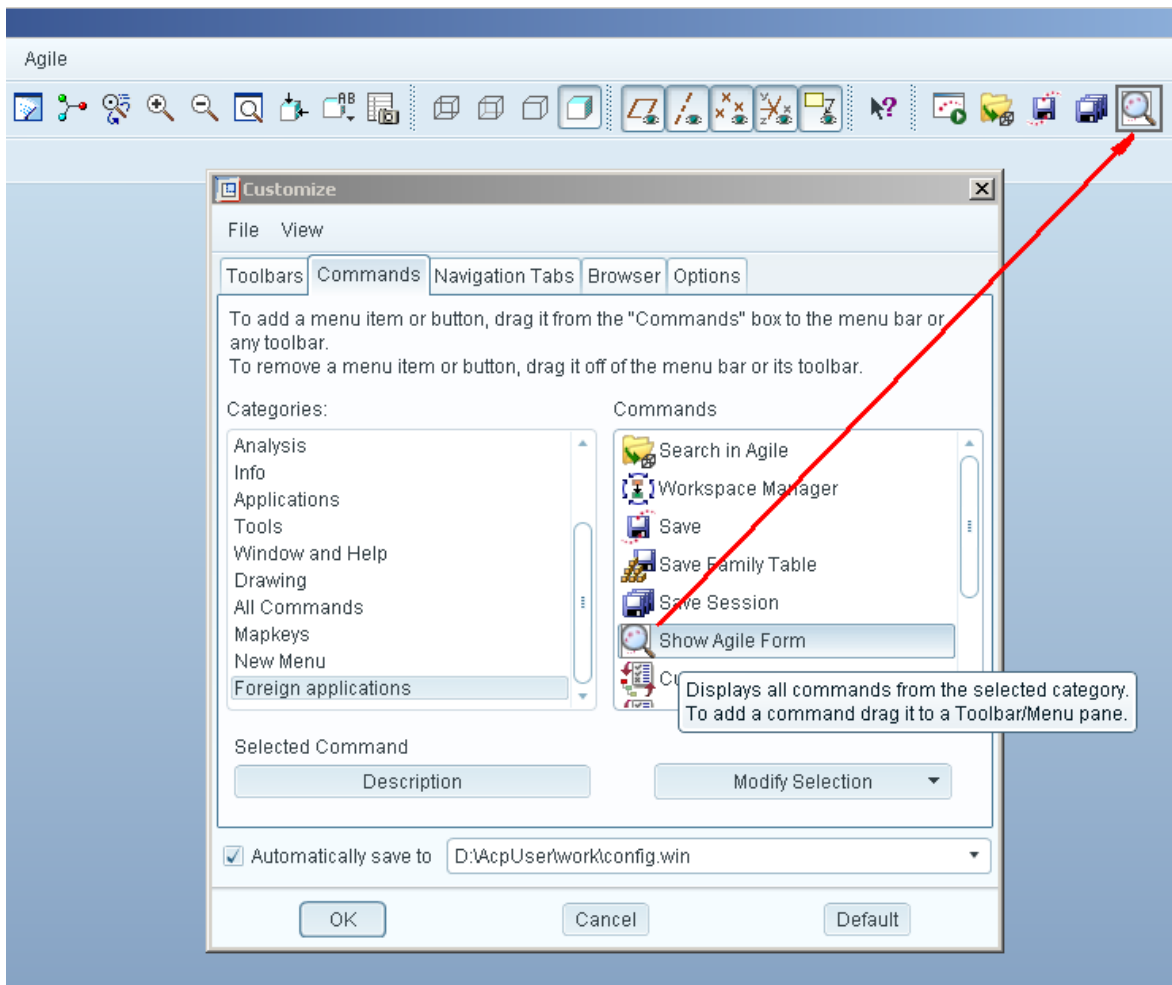 Agile
AB
Z
?
Customize
File View
Toolbars Commands Navigation Tabs Browser Options
To add a menu item or button, drag it from the "Commands" box to the menu bar or
any toolbar.
To remove a menu item or button, drag it off of the menu bar or its toolbar.
Categories:
Commands
Analysis
Info
Applications
Tools
Window and Help
Drawing
All Commands
Mapkeys
New Menu
Foreign applications
Search in Agile
Workspace Manager
Save
Save Family Table
Save Session
Show Agile Form
Cu
Displays all commands from the selected category.
To add a command drag it to a Toolbar/Menu pane.
Selected Command
Description
Modify Selection
Automatically save to D:\AcpUser\work\config.win
OK Cancel Default